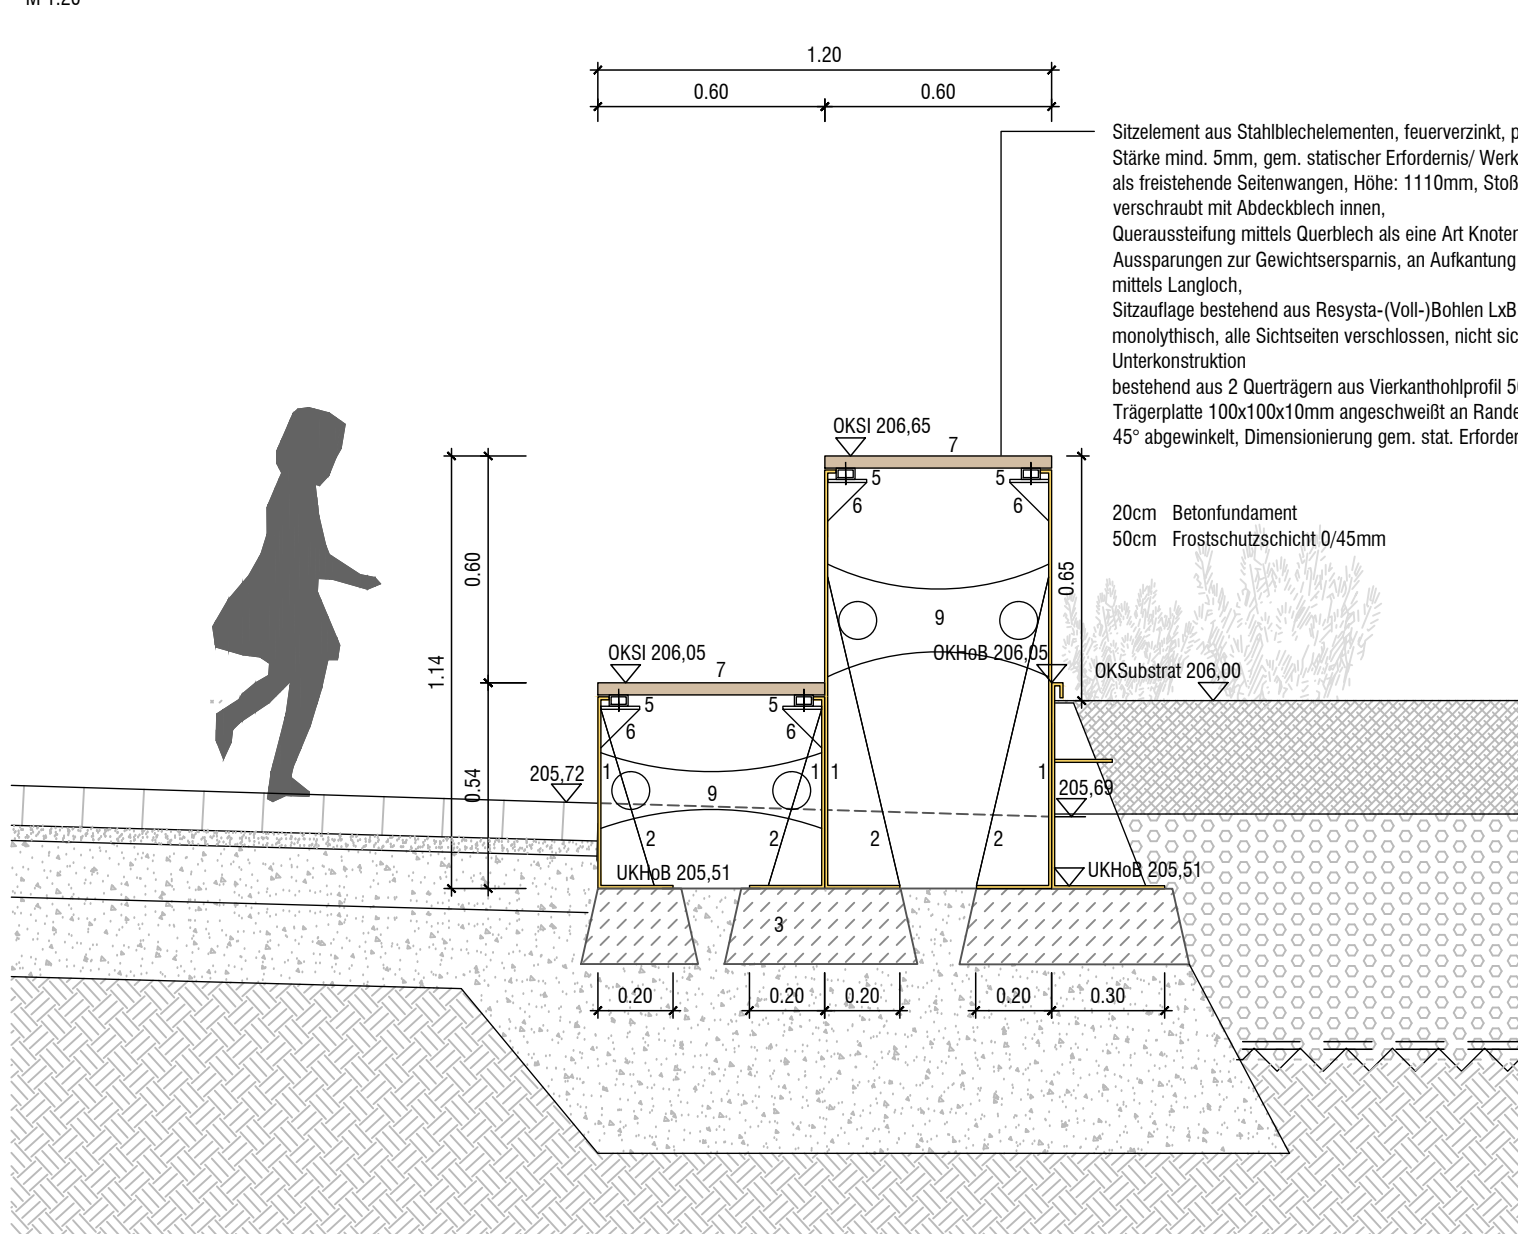 M 1:20
1.20
0.60
0.60
Sitzelement aus Stahlblechelementen, feuerverzinkt, p
Stärke mind. 5mm, gem. statischer Erfordernis/ Werk
als freistehende Seitenwangen, Höhe: 1110mm, Stoß
verschraubt mit Abdeckblech innen,
Queraussteifung mittels Querblech als eine Art Knoten
Aussparungen zur Gewichtsersparnis, an Aufkantung
mittels Langloch,
Sitzauflage bestehend aus Resysta-(Voll-)Bohlen LxB
monolythisch, alle Sichtseiten verschlossen, nicht sic
Unterkonstruktion
bestehend aus 2 Querträgern aus Vierkanthohlprofil 50
Trägerplatte 100x100x10mm angeschweißt an Rande
45° abgewinkelt, Dimensionierung gem. stat. Erforder
20cm Betonfundament
50cm Frostschutzschicht 0/45mm
OKSI 206,65
7
5
5
6
6
0.60
0.65
9
1.14
OKSI 206,05
7
OKHoB 206,05
OKSubstrat 206,00
5
5
6
6
0.54
205,72
1
1
1
1
9
205,69
2
2
2
2
UKHoB 205,51
UKHoB 205,51
3
0.20
0.20
0.20
0.20
0.30